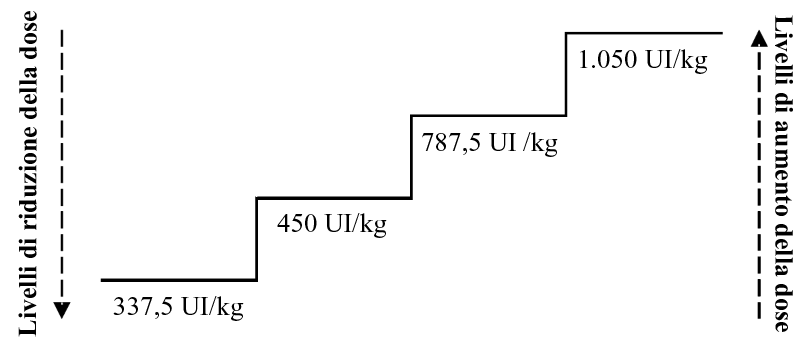 Livelli di riduzione della dose
1.050 UI/kg
787,5 UI /kg
450 UI/kg
337,5 UI/kg
Livelli di aumento della dose